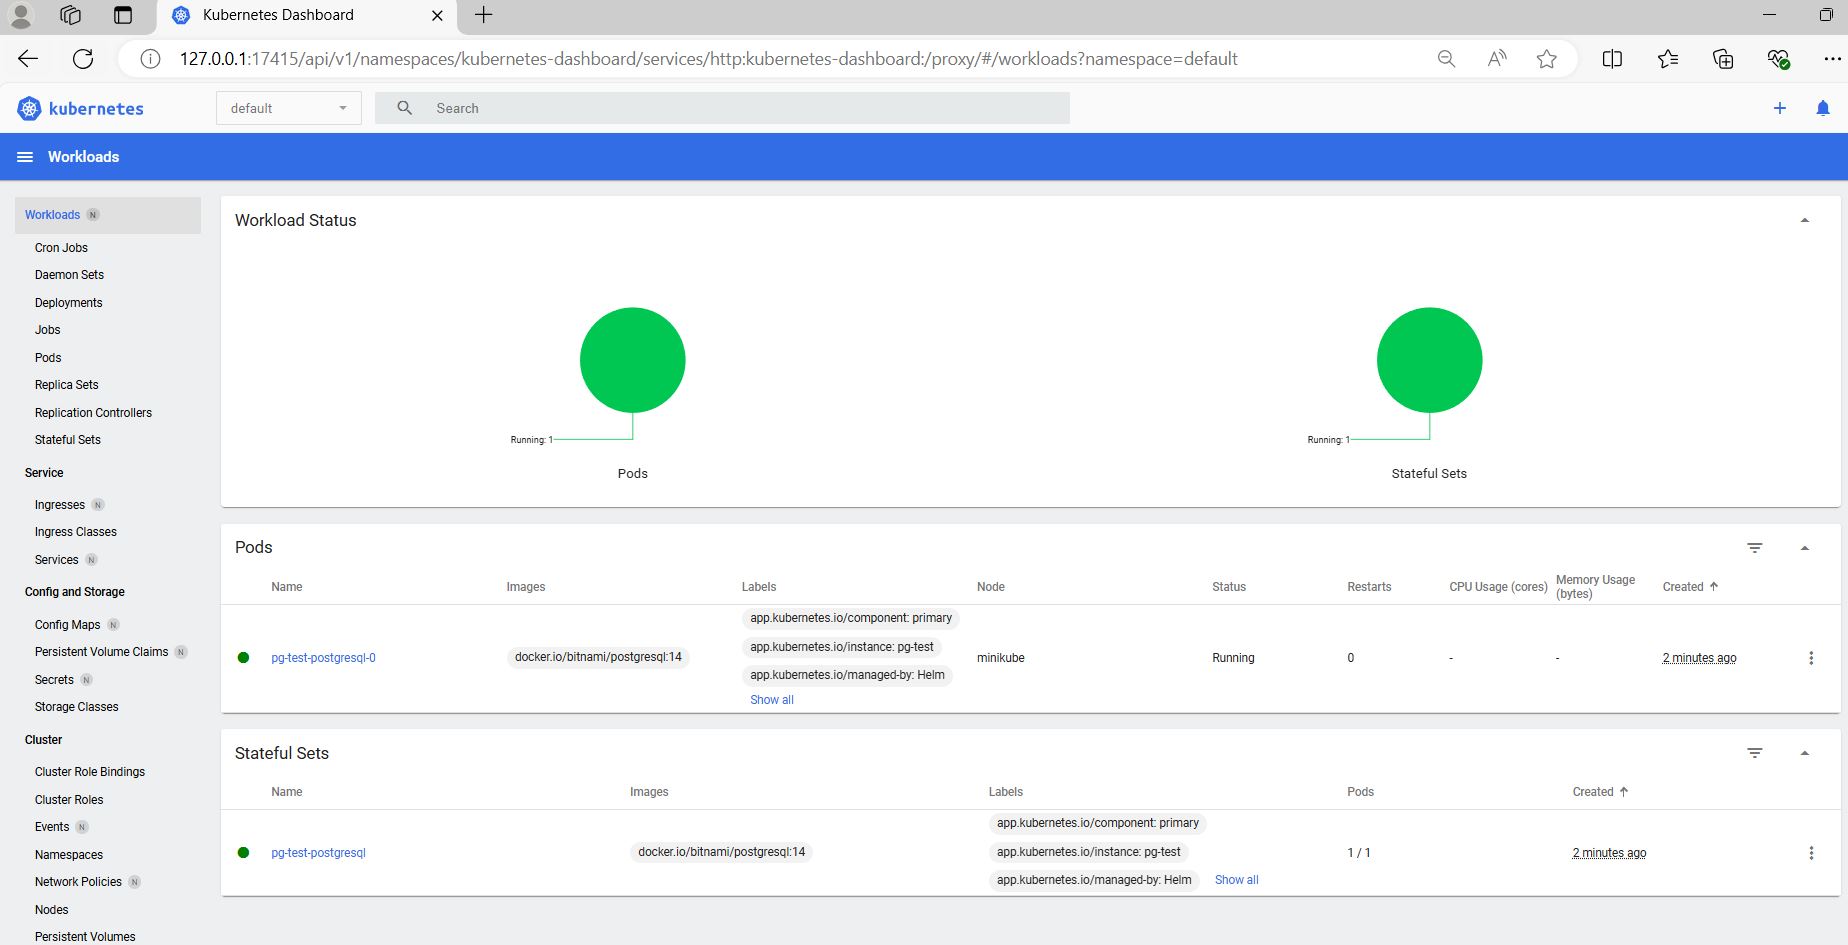 Kubernetes Dashboard
127.0.0.1:17415/api/v1/namespaces/kubernetes-dashboard/services/http:kubernetes-dashboard:/proxy/#/workloads?namespace=default
kubernetes
default
Search
Workloads
Workloads N
Cron Jobs
Daemon Sets
Deployments
Jobs
Pods
Replica Sets
Replication Controllers
Stateful Sets
Service
Ingresses N
Ingress Classes
Services N
Config and Storage
Config Maps N
Persistent Volume Claims N
Secrets N
Storage Classes
Cluster
Cluster Role Bindings
Cluster Roles
Events N
Namespaces
Network Policies N
Nodes
Persistent Volumes
Workload Status
Running: 1
Pods
Running: 1
Stateful Sets
Pods
Name Images Labels Node Status Restarts CPU Usage (cores) Memory Usage (bytes) Created
pg-test-postgresql-0 docker.io/bitnami/postgresql:14
app.kubernetes.io/component: primary
app.kubernetes.io/instance: pg-test
app.kubernetes.io/managed-by: Helm
Show all
minikube Running 0 - - 2 minutes ago
Stateful Sets
Name Images Labels Pods Created
pg-test-postgresql docker.io/bitnami/postgresql:14
app.kubernetes.io/component: primary
app.kubernetes.io/instance: pg-test
app.kubernetes.io/managed-by: Helm Show all
1 / 1 2 minutes ago